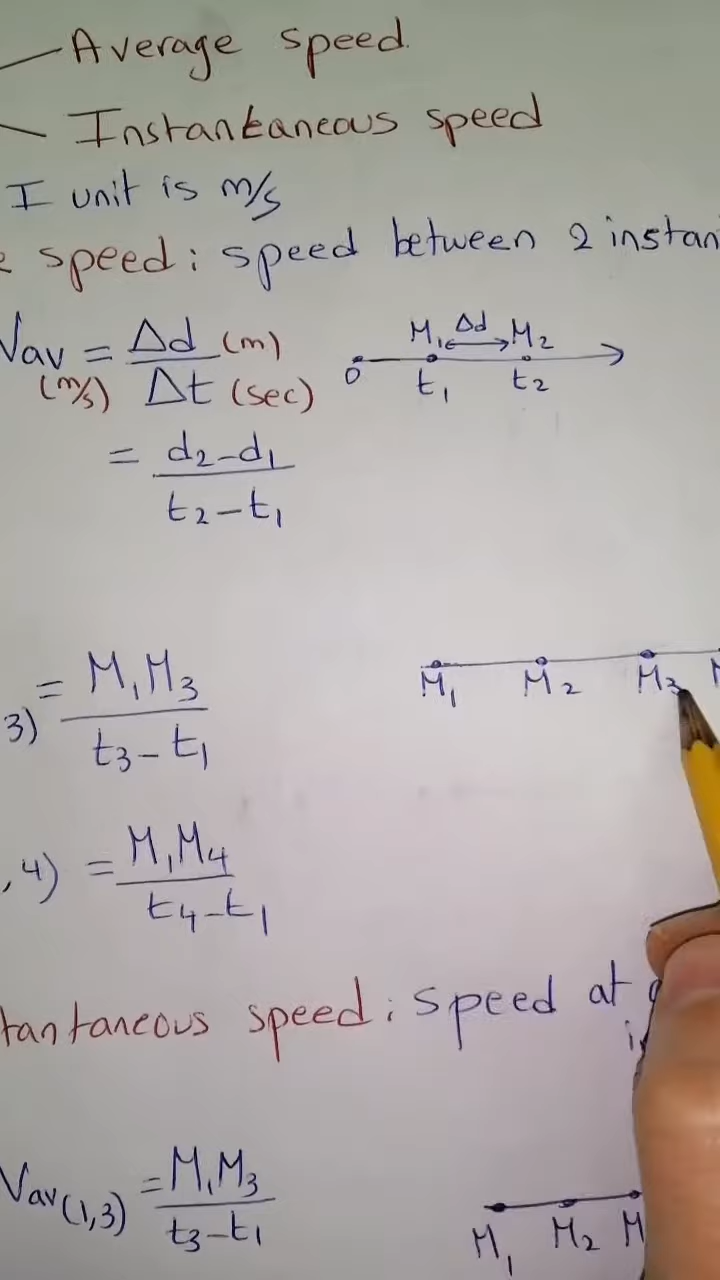 Average speed.
Instantaneous speed
I unit is m/s
e speed: speed between 2 instan
Vav = Δd (m)
(m/s) Δt (sec)
M₁ Δd M₂
0 t₁ t₂
= d₂-d₁
t₂-t₁
3) = M₁M₃
t₃-t₁
M₁ M₂ M₃ M
,4) = M₁M₄
t₄-t₁
tantaneous speed: speed at
Vav(1,3) = M₁M₃
t₃-t₁
M₁ M₂ M